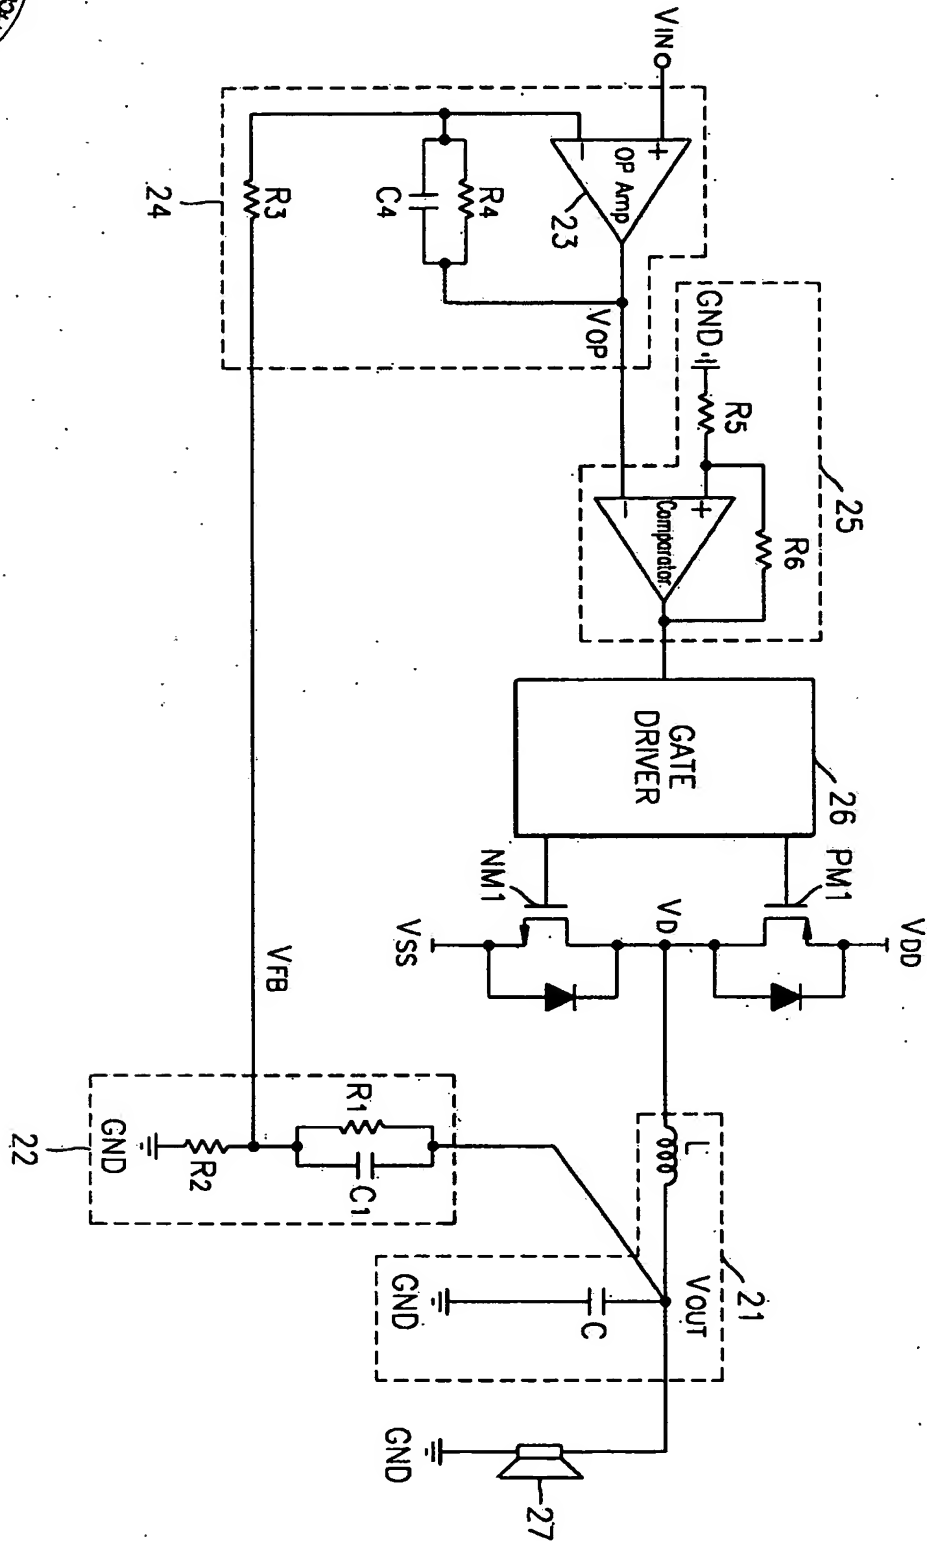 VIN
OP Amp
+
−
23
VOP
R4
C4
R3
24
GND
R5
R6
25
Comparator
+
−
GATE
DRIVER
26
PM1
NM1
VDD
VD
VSS
VFB
L
VOUT
21
C
GND
R1
C1
R2
GND
22
GND
27